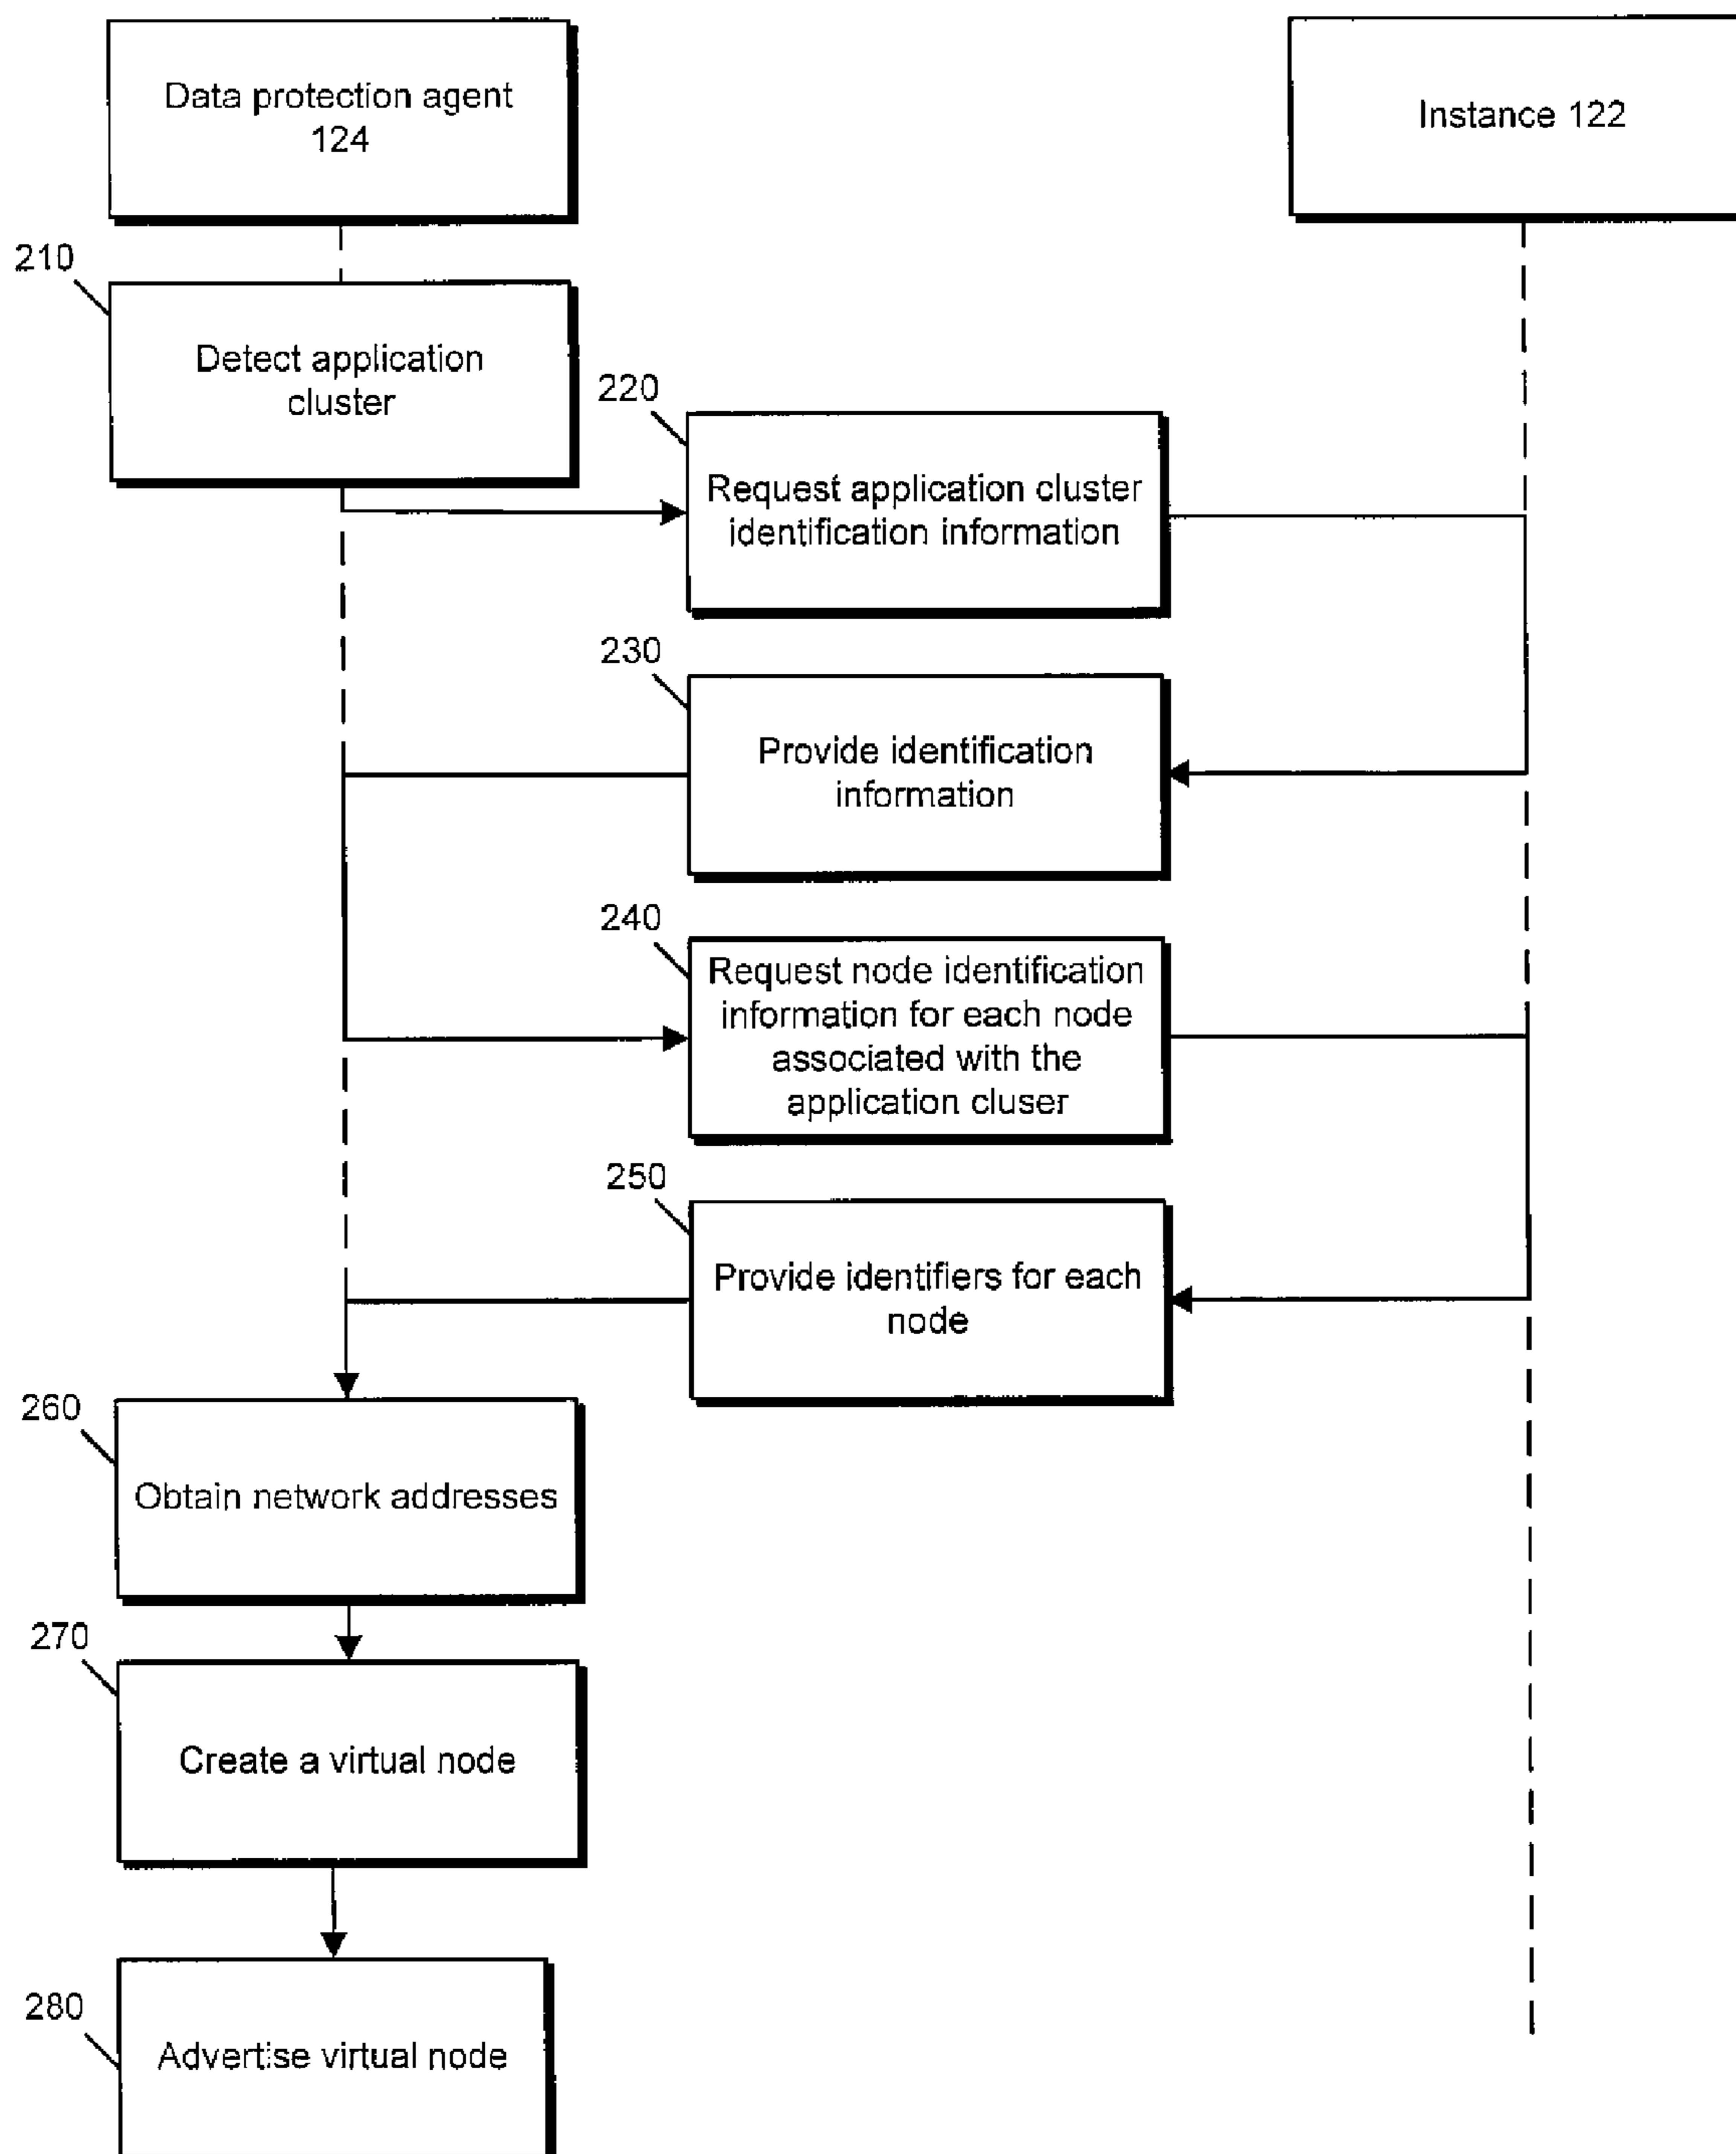 Data protection agent
124
Instance 122
210
Detect application
cluster
220
Request application cluster
identification information
230
Provide identification
information
240
Request node identification
information for each node
associated with the
application cluser
250
Provide identifiers for each
node
260
Obtain network addresses
270
Create a virtual node
280
Advertise virtual node